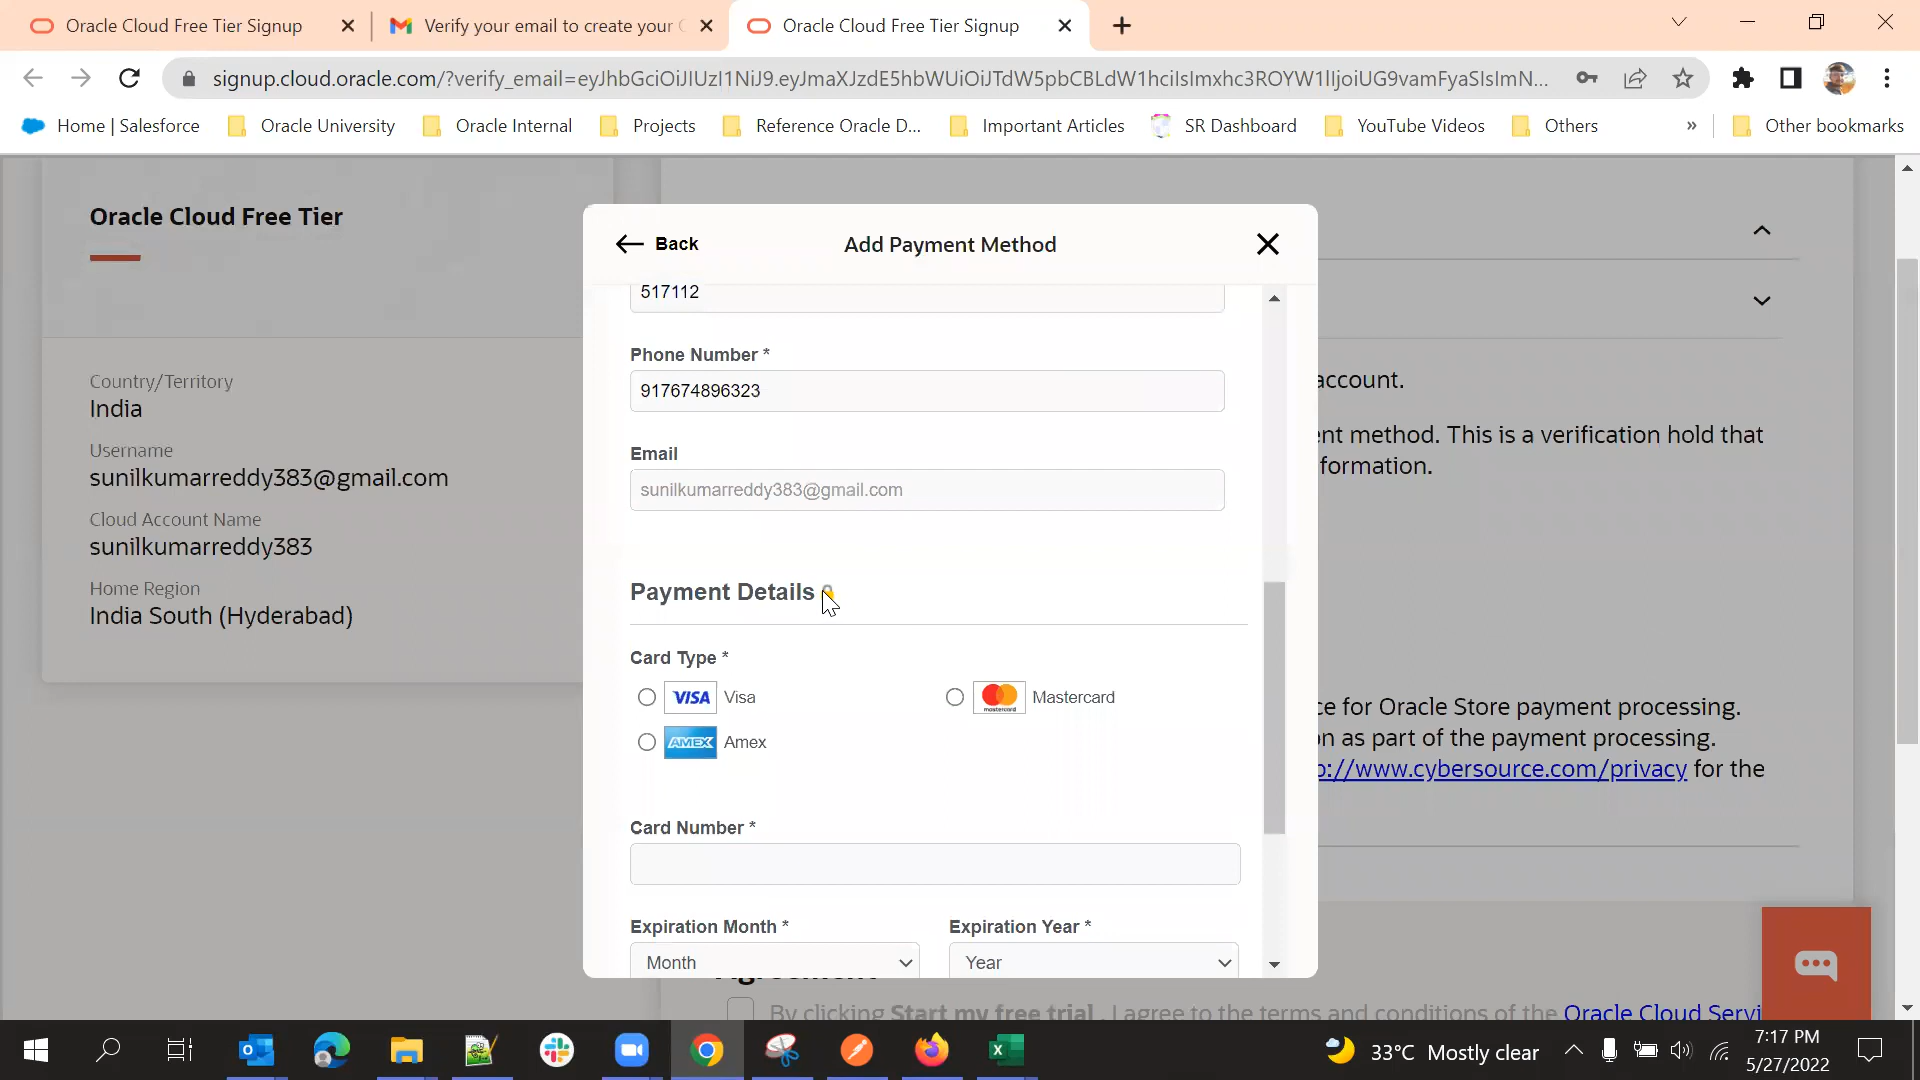 Oracle Cloud Free Tier Signup
Verify your email to create your
Oracle Cloud Free Tier Signup
signup.cloud.oracle.com/?verify_email=eyJhbGciOiJIUzI1NiJ9.eyJmaXJzdE5hbWUiOiJTdW5pbCBLdW1hciIsImxhc3ROYW1lIjoiUG9vamFyaSIsImN...
Home | Salesforce
Oracle University
Oracle Internal
Projects
Reference Oracle D...
Important Articles
SR Dashboard
YouTube Videos
Others
»
Other bookmarks
Oracle Cloud Free Tier
Country/Territory
India
Username
sunilkumarreddy383@gmail.com
Cloud Account Name
sunilkumarreddy383
Home Region
India South (Hyderabad)
Back
Add Payment Method
517112
Phone Number *
917674896323
Email
sunilkumarreddy383@gmail.com
Payment Details
Card Type *
VISA Visa
mastercard Mastercard
AMEX Amex
Card Number *
Expiration Month *
Month
Expiration Year *
Year
account.
ent method. This is a verification hold that
formation.
ce for Oracle Store payment processing.
n as part of the payment processing.
p://www.cybersource.com/privacy for the
Agreement
By clicking Start my free trial , I agree to the terms and conditions of the Oracle Cloud Servi
33°C Mostly clear
7:17 PM
5/27/2022